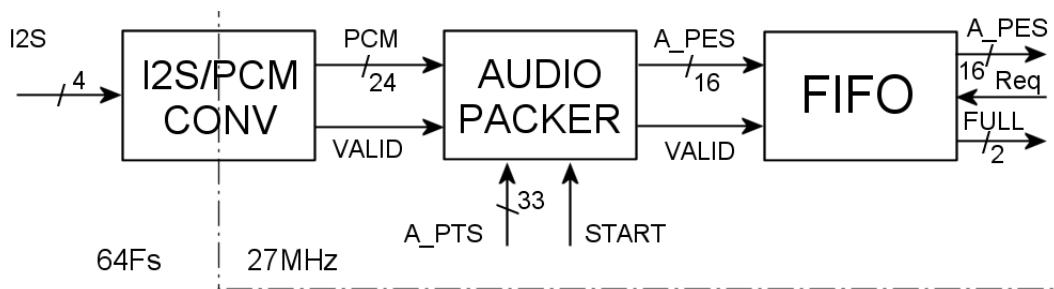 I2S
4
I2S/PCM
CONV
PCM
24
VALID
AUDIO
PACKER
A_PES
16
VALID
FIFO
A_PES
16
Req
FULL
2
33
A_PTS
START
64Fs
27MHz